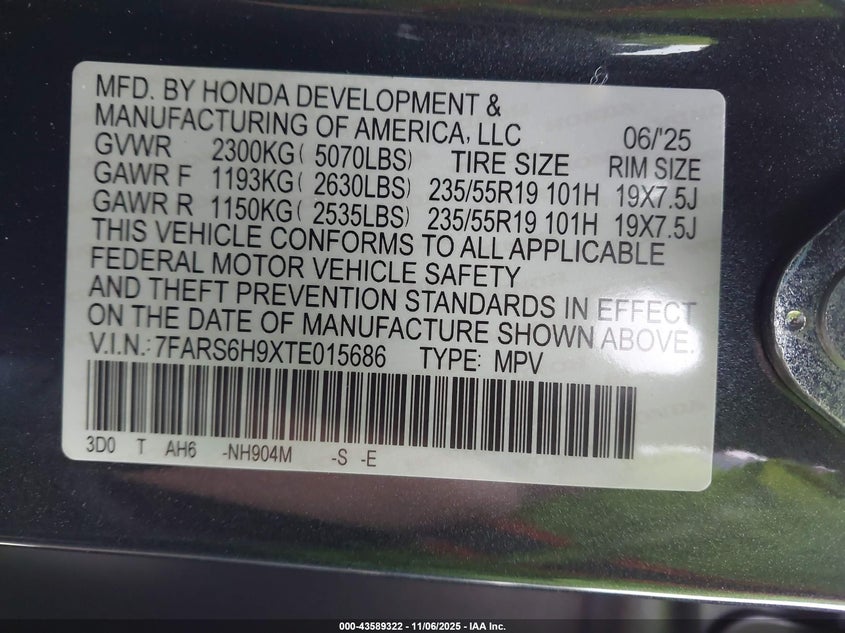 MFD. BY HONDA DEVELOPMENT &
MANUFACTURING OF AMERICA, LLC 06/'25
GVWR 2300KG( 5070LBS) TIRE SIZE RIM SIZE
GAWR F 1193KG( 2630LBS) 235/55R19 101H 19X7.5J
GAWR R 1150KG( 2535LBS) 235/55R19 101H 19X7.5J
THIS VEHICLE CONFORMS TO ALL APPLICABLE
FEDERAL MOTOR VEHICLE SAFETY
AND THEFT PREVENTION STANDARDS IN EFFECT
ON THE DATE OF MANUFACTURE SHOWN ABOVE.
V.I.N.: 7FARS6H9XTE015686 TYPE: MPV
3D0 T AH6 -NH904M -S -E
000-43589322 - 11/06/2025 - IAA Inc.